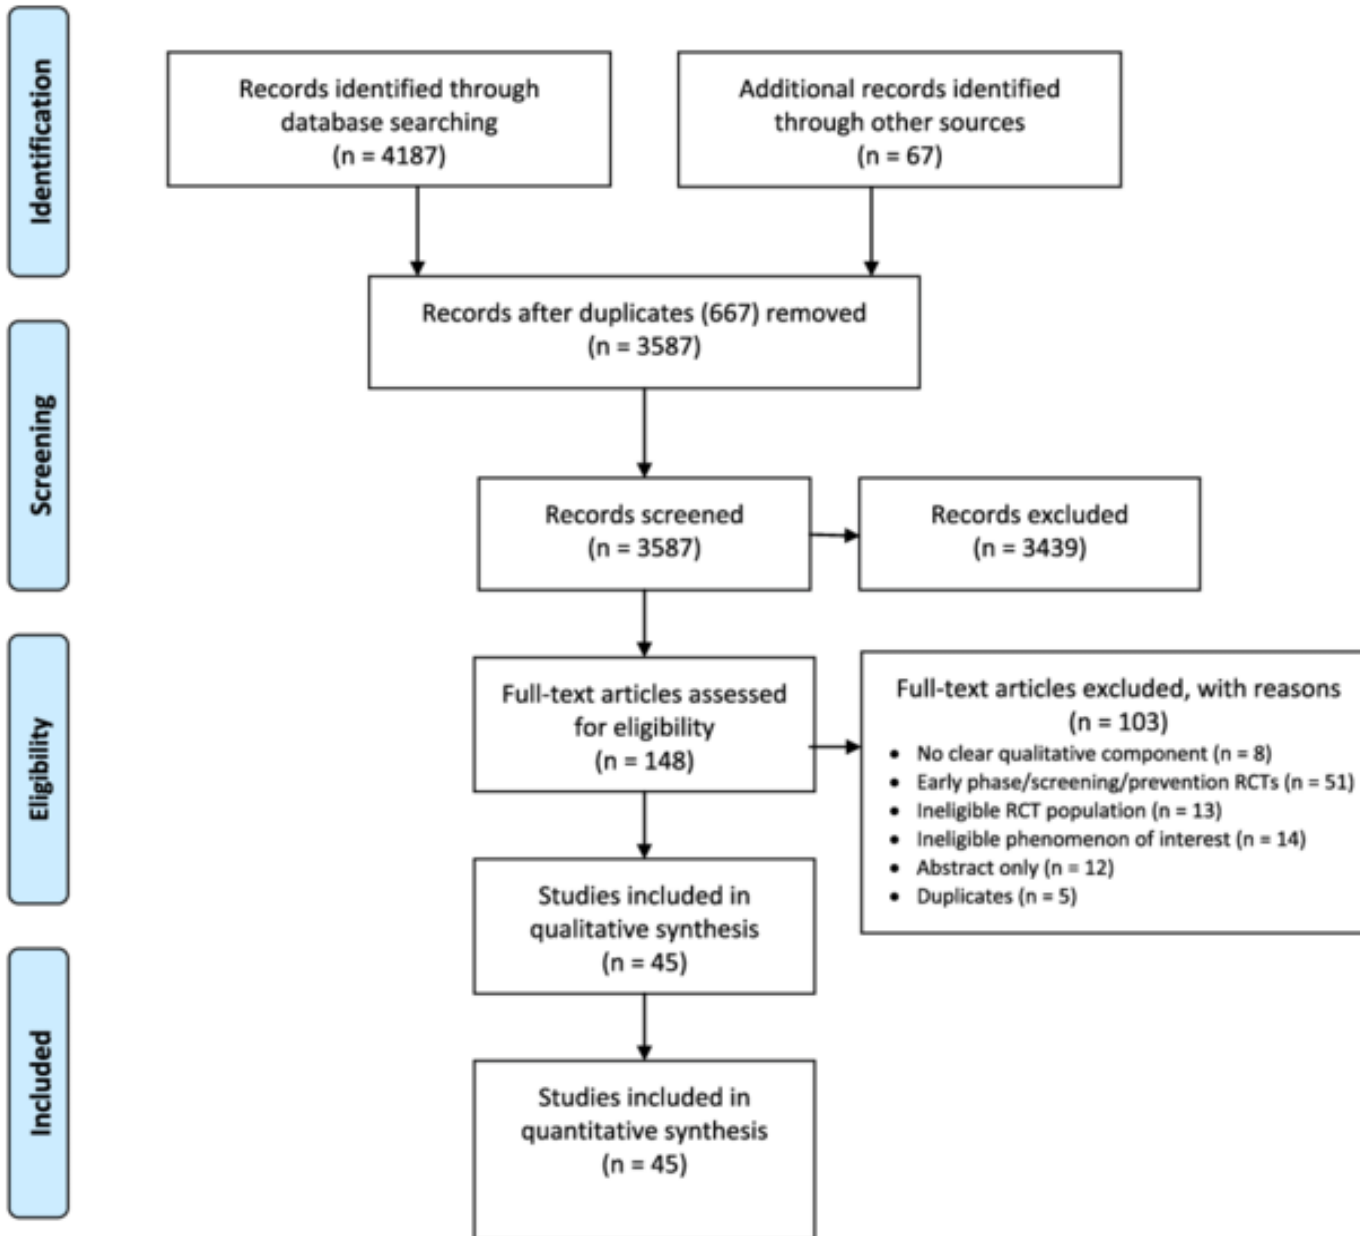 Identification
Records identified through
database searching
(n = 4187)
Additional records identified
through other sources
(n = 67)
Records after duplicates (667) removed
(n = 3587)
Screening
Records screened
(n = 3587)
Records excluded
(n = 3439)
Eligibility
Full-text articles assessed
for eligibility
(n = 148)
Full-text articles excluded, with reasons
(n = 103)
• No clear qualitative component (n = 8)
• Early phase/screening/prevention RCTs (n = 51)
• Ineligible RCT population (n = 13)
• Ineligible phenomenon of interest (n = 14)
• Abstract only (n = 12)
• Duplicates (n = 5)
Studies included in
qualitative synthesis
(n = 45)
Included
Studies included in
quantitative synthesis
(n = 45)